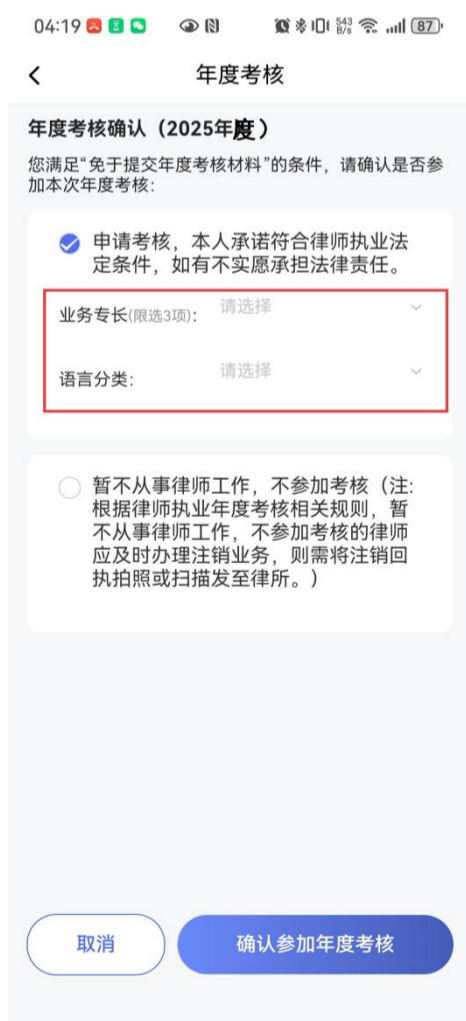 04:19
543 B/s
87
年度考核
年度考核确认（2025年度）
您满足“免于提交年度考核材料”的条件，请确认是否参
加本次年度考核：
申请考核，本人承诺符合律师执业法
定条件，如有不实愿承担法律责任。
业务专长(限选3项)： 请选择
语言分类： 请选择
暂不从事律师工作，不参加考核（注：
根据律师执业年度考核相关规则，暂
不从事律师工作，不参加考核的律师
应及时办理注销业务，则需将注销回
执拍照或扫描发至律所。）
取消
确认参加年度考核